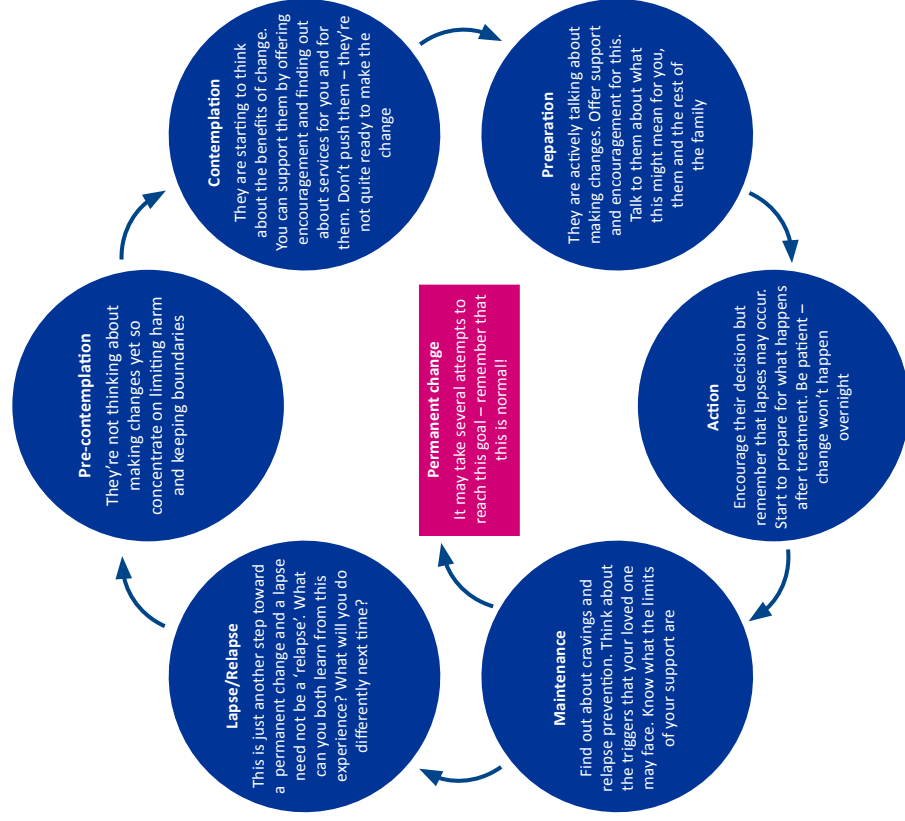 Pre-contemplation
They're not thinking about
making changes yet so
concentrate on limiting harm
and keeping boundaries
Contemplation
They are starting to think
about the benefits of change.
You can support them by offering
encouragement and finding out
about services for you and for
them. Don't push them – they're
not quite ready to make the
change
Preparation
They are actively talking about
making changes. Offer support
and encouragement for this.
Talk to them about what
this might mean for you,
them and the rest of
the family
Action
Encourage their decision but
remember that lapses may occur.
Start to prepare for what happens
after treatment. Be patient –
change won't happen
overnight
Maintenance
Find out about cravings and
relapse prevention. Think about
the triggers that your loved one
may face. Know what the limits
of your support are
Lapse/Relapse
This is just another step toward
a permanent change and a lapse
need not be a 'relapse'. What
can you both learn from this
experience? What will you do
differently next time?
Permanent change
It may take several attempts to
reach this goal – remember that
this is normal!